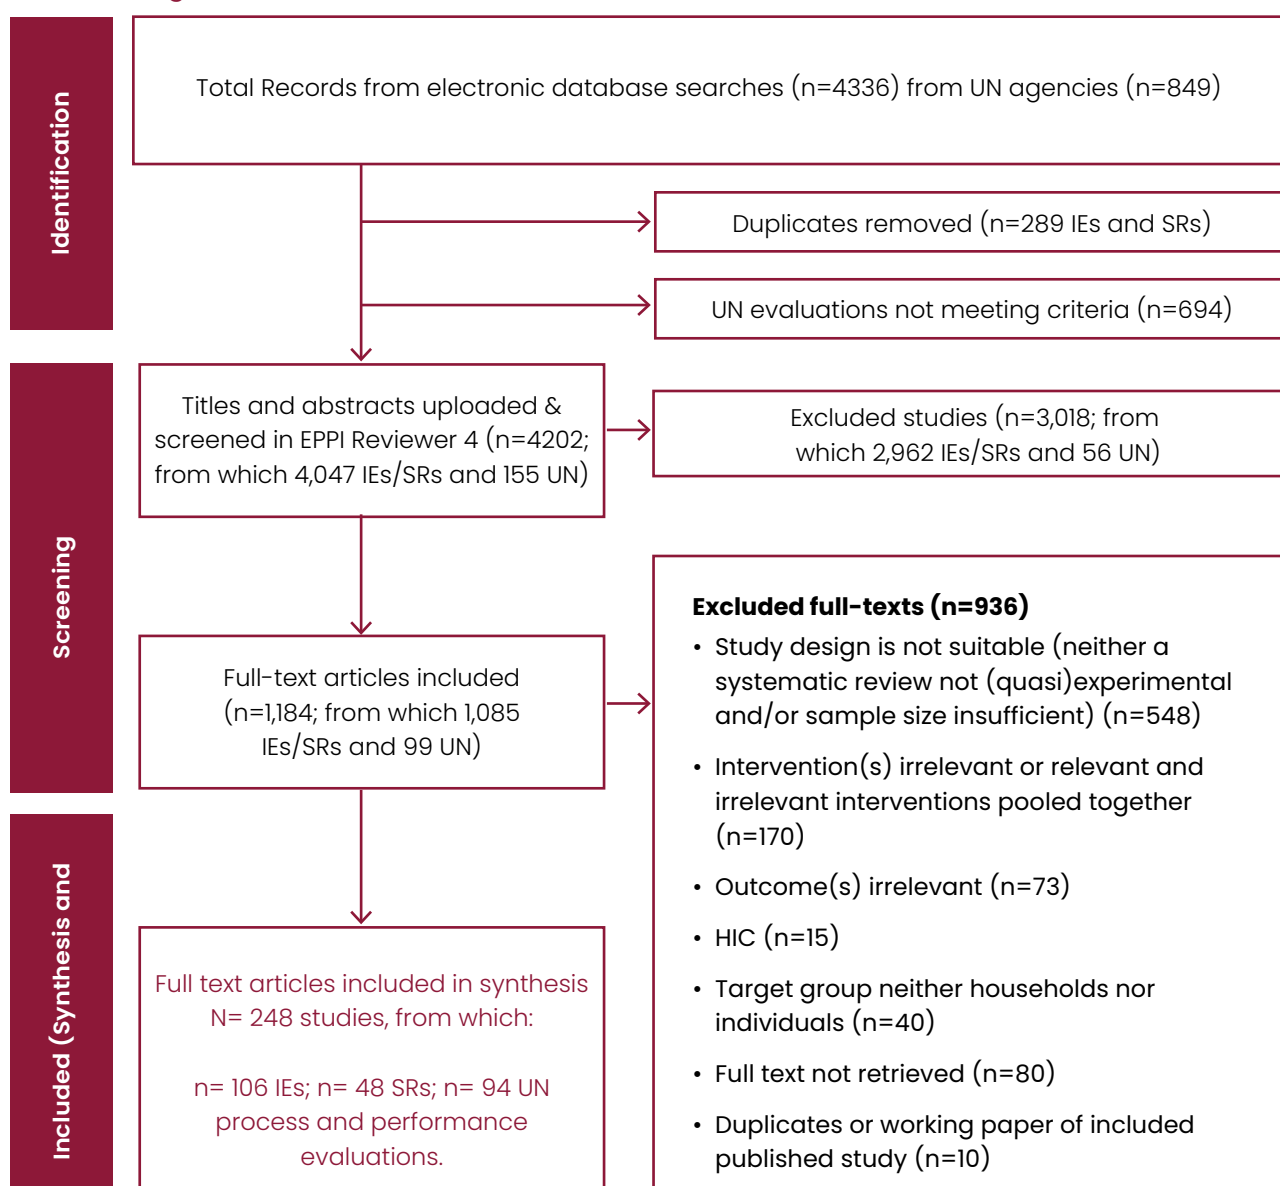 Identification
Total Records from electronic database searches (n=4336) from UN agencies (n=849)
Duplicates removed (n=289 IEs and SRs)
UN evaluations not meeting criteria (n=694)
Screening
Titles and abstracts uploaded &
screened in EPPI Reviewer 4 (n=4202;
from which 4,047 IEs/SRs and 155 UN)
Excluded studies (n=3,018; from
which 2,962 IEs/SRs and 56 UN)
Full-text articles included
(n=1,184; from which 1,085
IEs/SRs and 99 UN)
Excluded full-texts (n=936)
• Study design is not suitable (neither a
systematic review not (quasi)experimental
and/or sample size insufficient) (n=548)
• Intervention(s) irrelevant or relevant and
irrelevant interventions pooled together
(n=170)
• Outcome(s) irrelevant (n=73)
• HIC (n=15)
• Target group neither households nor
individuals (n=40)
• Full text not retrieved (n=80)
• Duplicates or working paper of included
published study (n=10)
Included (Synthesis and
Full text articles included in synthesis
N= 248 studies, from which:
n= 106 IEs; n= 48 SRs; n= 94 UN
process and performance
evaluations.